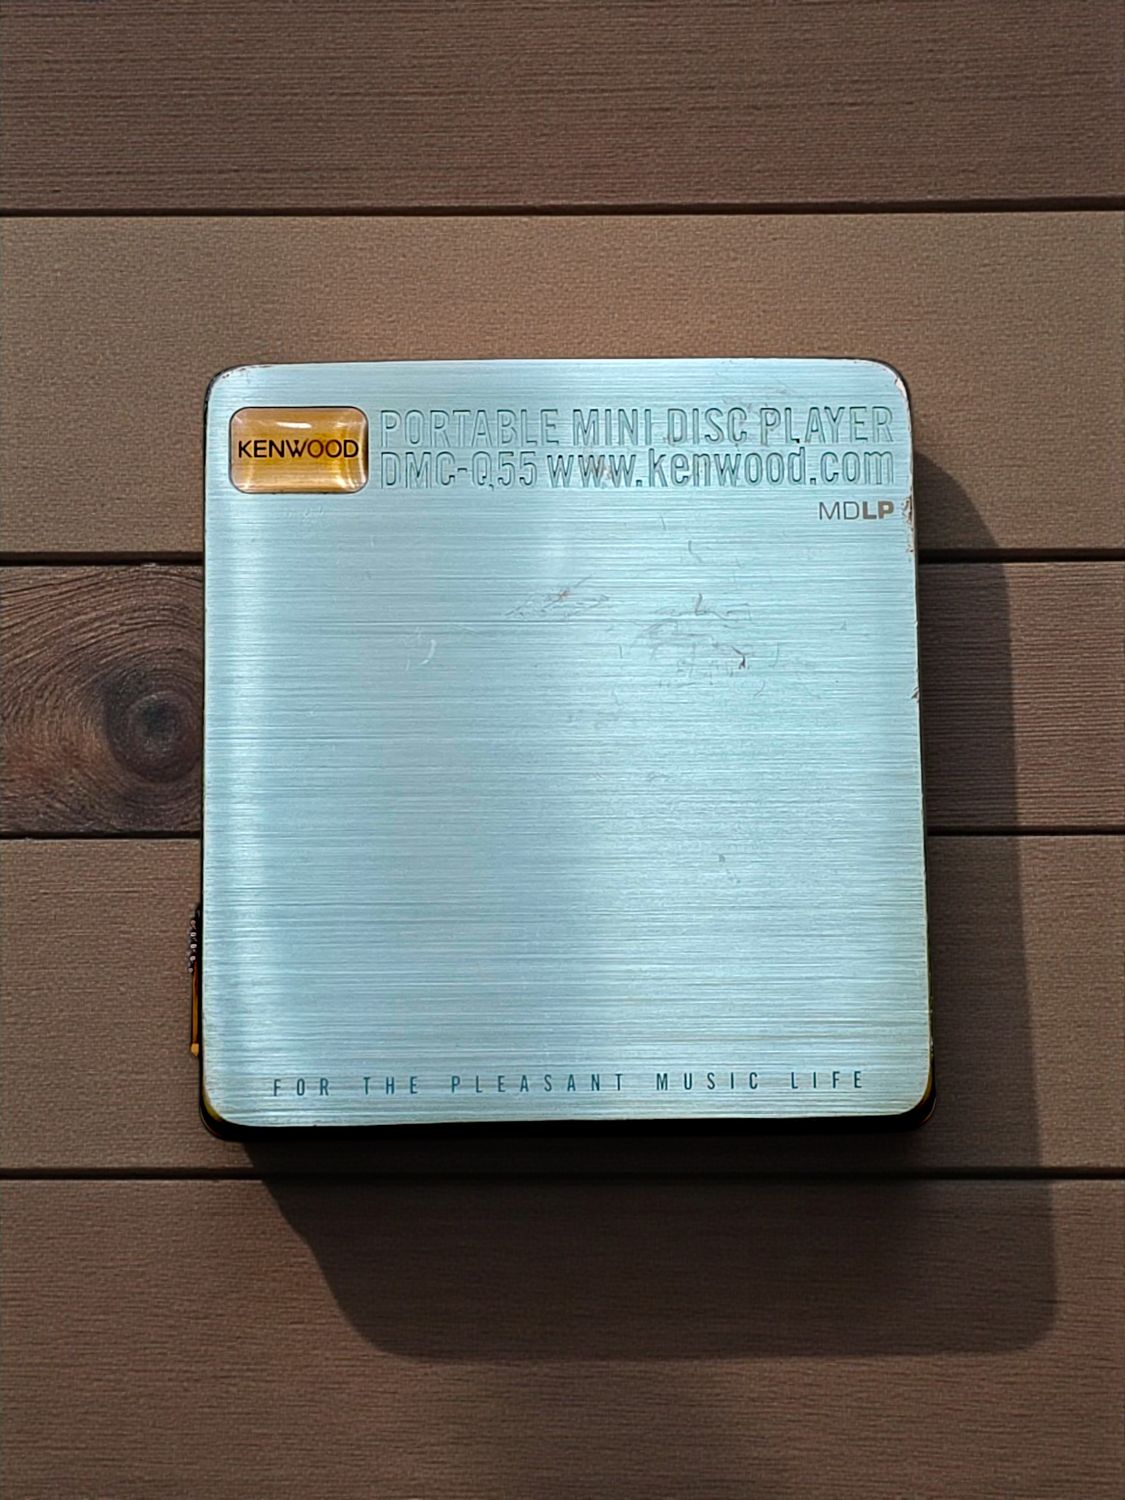 KENWOOD
PORTABLE MINI DISC PLAYER
DMC-Q55 www.kenwood.com
MDLP
FOR THE PLEASANT MUSIC LIFE